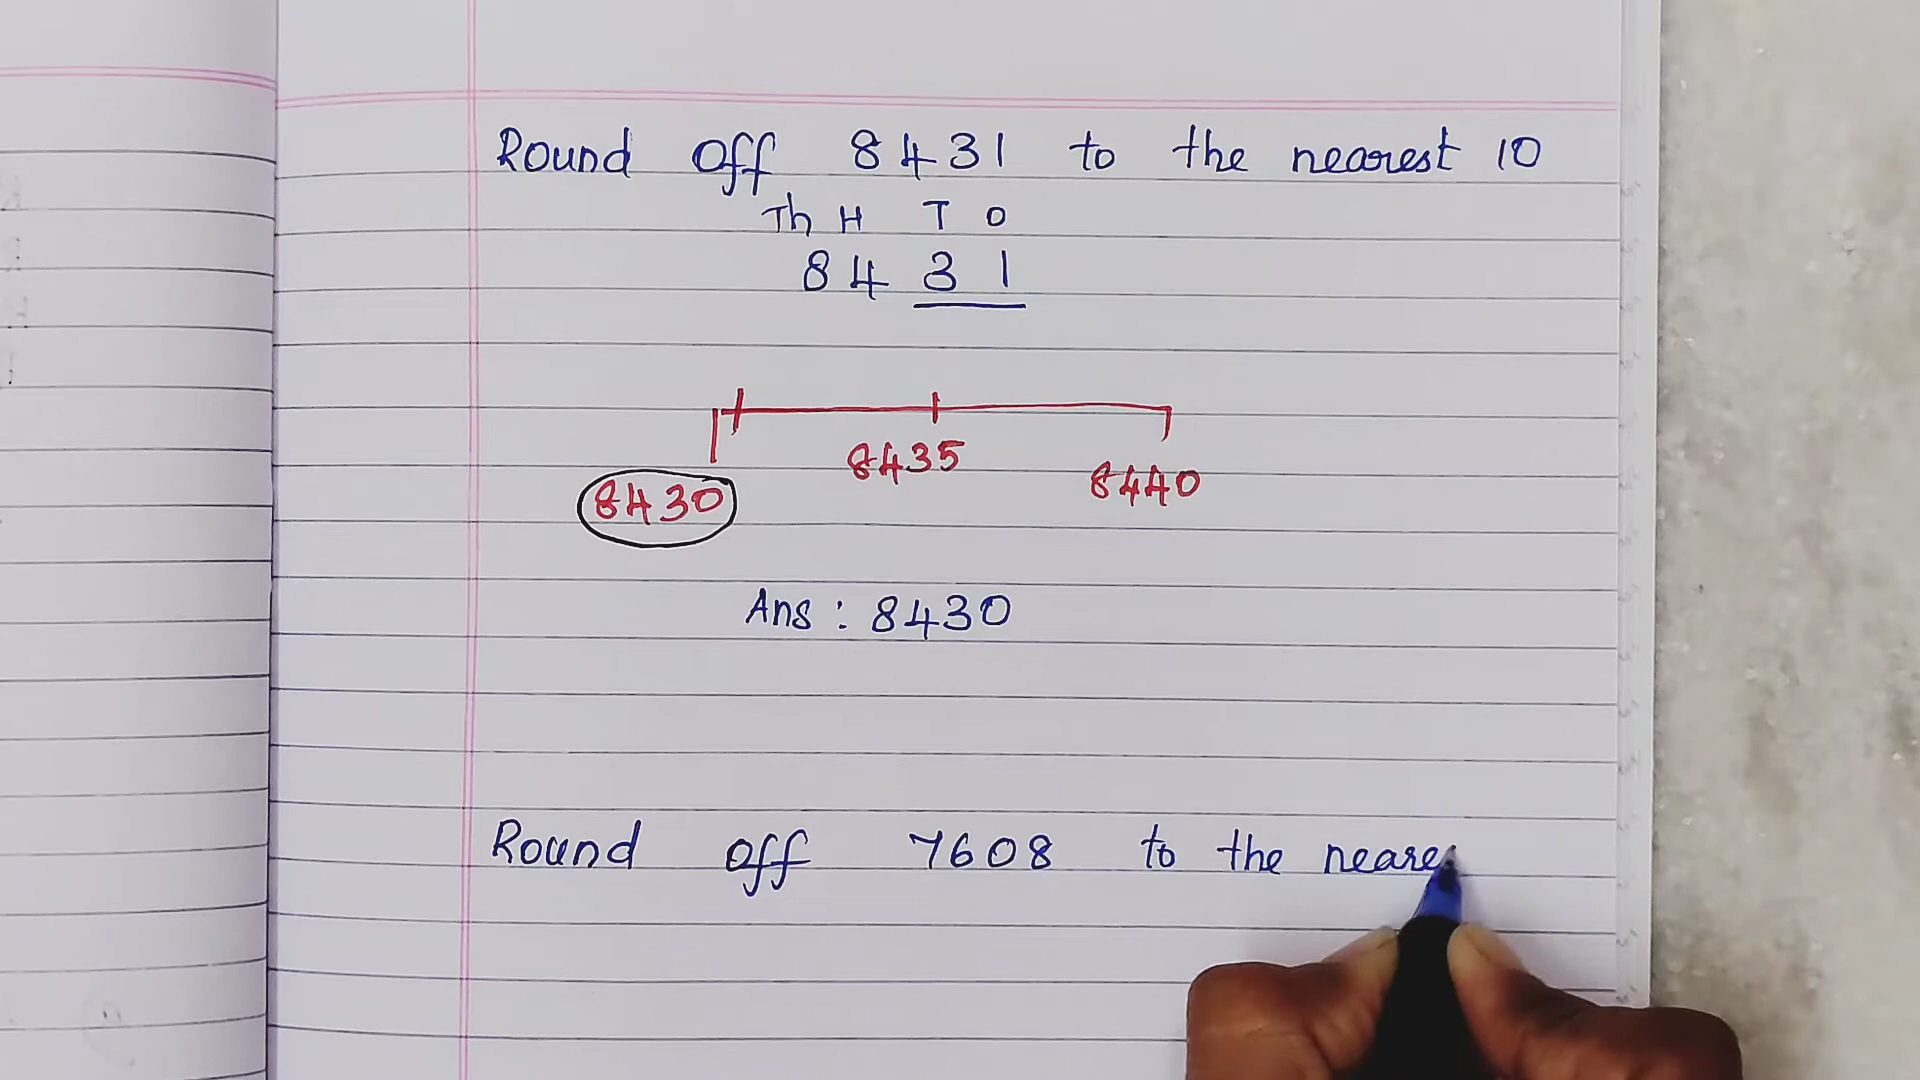 Round off 8431 to the nearest 10
Th H T O
8 4 3 1
8435
8430 8440
Ans : 8430
Round off 7608 to the neares